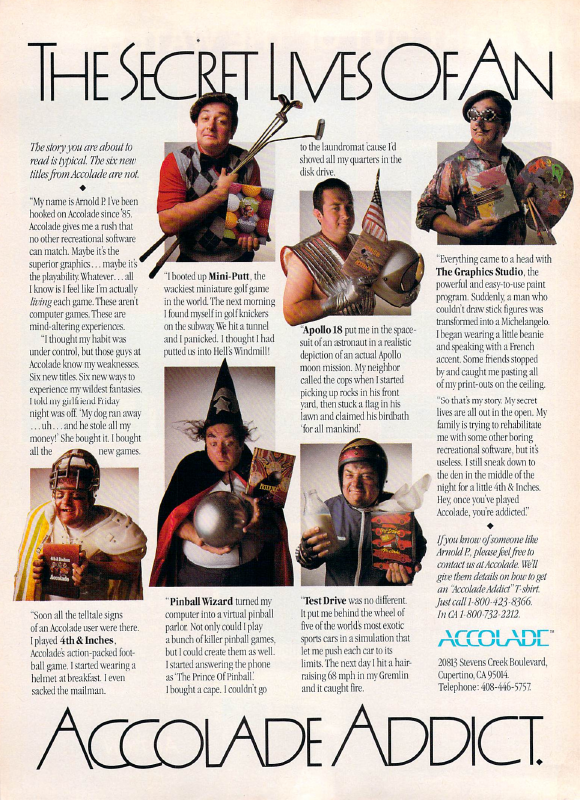 THE SECRET LIVES OF AN
The story you are about to
read is typical. The six new
titles from Accolade are not.
"My name is Arnold P. I've been
hooked on Accolade since '85.
Accolade gives me a rush that
no other recreational software
can match. Maybe it's the
superior graphics... maybe it's
the playability. Whatever... all
I know is I feel like I'm actually
living each game. These aren't
computer games. These are
mind-altering experiences.
"I thought my habit was
under control, but those guys at
Accolade know my weaknesses.
Six new titles. Six new ways to
experience my wildest fantasies.
I told my girlfriend Friday
night was off. 'My dog ran away
...uh...and he stole all my
money!' She bought it. I bought
all the new games.
"Soon all the telltale signs
of an Accolade user were there.
I played 4th & Inches,
Accolade's action-packed foot-
ball game. I started wearing a
helmet at breakfast. I even
sacked the mailman.
"I booted up Mini-Putt, the
wackiest miniature golf game
in the world. The next morning
I found myself in golf knickers
on the subway. We hit a tunnel
and I panicked. I thought I had
putted us into Hell's Windmill!
"Pinball Wizard turned my
computer into a virtual pinball
parlor. Not only could I play
a bunch of killer pinball games,
but I could create them as well.
I started answering the phone
as 'The Prince Of Pinball.'
I bought a cape. I couldn't go
to the laundromat 'cause I'd
shoved all my quarters in the
disk drive.
"Apollo 18 put me in the space-
suit of an astronaut in a realistic
depiction of an actual Apollo
moon mission. My neighbor
called the cops when I started
picking up rocks in his front
yard, then stuck a flag in his
lawn and claimed his birdbath
'for all mankind.'
"Test Drive was no different.
It put me behind the wheel of
five of the world's most exotic
sports cars in a simulation that
let me push each car to its
limits. The next day I hit a hair-
raising 68 mph in my Gremlin
and it caught fire.
"Everything came to a head with
The Graphics Studio, the
powerful and easy-to-use paint
program. Suddenly, a man who
couldn't draw stick figures was
transformed into a Michelangelo.
I began wearing a little beanie
and speaking with a French
accent. Some friends stopped
by and caught me pasting all
of my print-outs on the ceiling.
"So that's my story. My secret
lives are all out in the open. My
family is trying to rehabilitate
me with some other boring
recreational software, but it's
useless. I still sneak down to
the den in the middle of the
night for a little 4th & Inches.
Hey, once you've played
Accolade, you're addicted."
If you know of someone like
Arnold P., please feel free to
contact us at Accolade. We'll
give them details on how to get
an "Accolade Addict" T-shirt.
Just call 1-800-423-8366.
In CA 1-800-732-2212.
ACCOLADE™
20813 Stevens Creek Boulevard,
Cupertino, CA 95014.
Telephone: 408-446-5757.
ACCOLADE ADDICT.